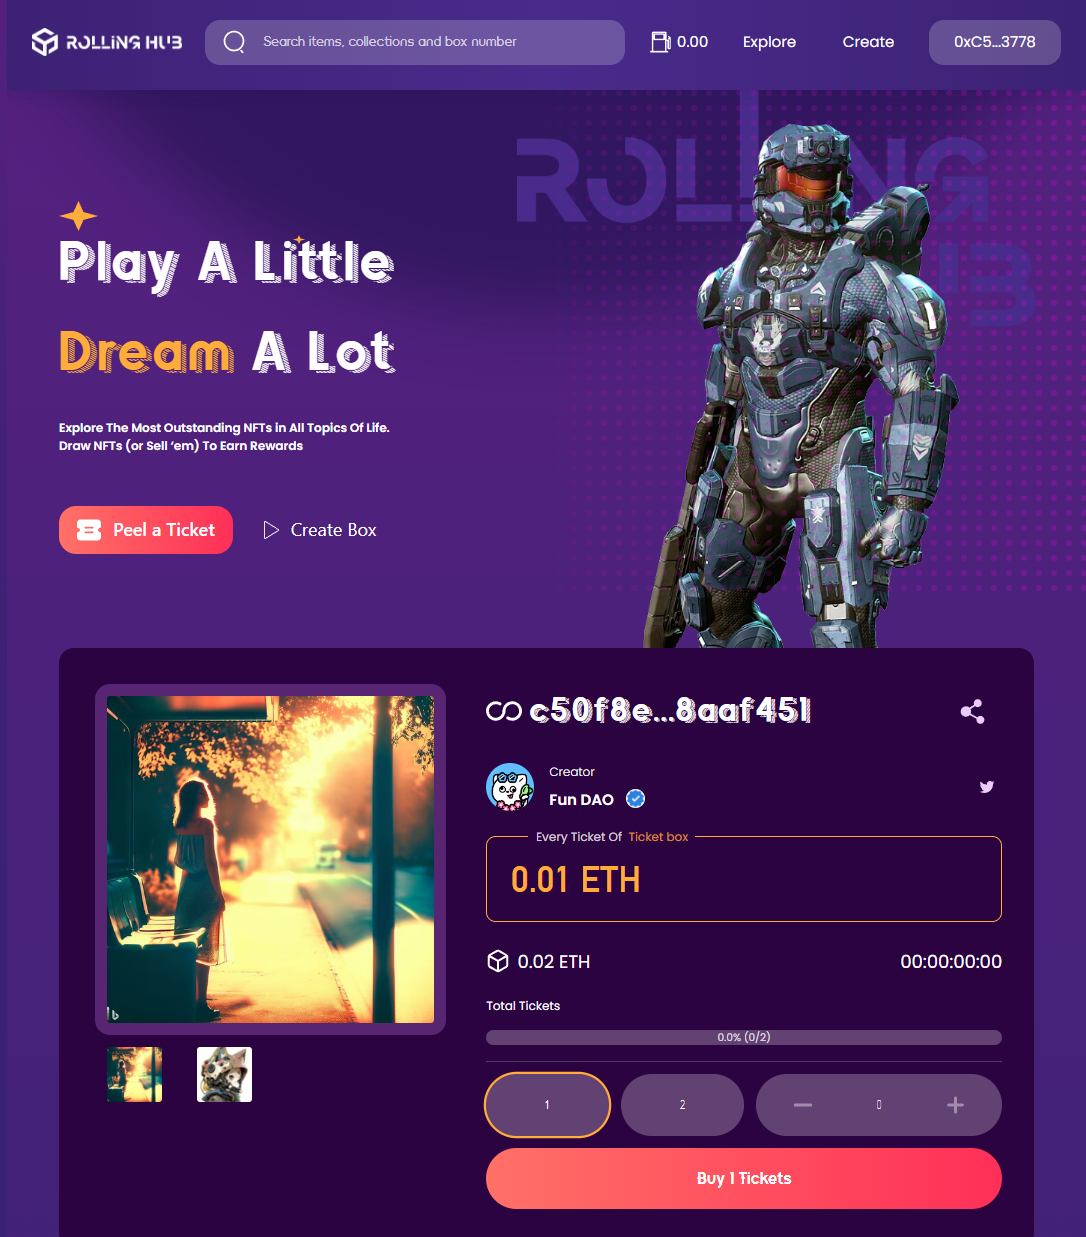 ROLLING HUB
Search items, collections and box number
0.00
Explore
Create
0xC5...3778
ROLLING
HUB
Play A Little
Dream A Lot
Explore The Most Outstanding NFTs in All Topics Of Life.
Draw NFTs (or Sell ‘em) To Earn Rewards
Peel a Ticket
Create Box
c50f8e...8aaf451
Creator
Fun DAO
Every Ticket Of Ticket box
0.01 ETH
0.02 ETH
00:00:00:00
Total Tickets
0.0% (0/2)
1
2
0
Buy 1 Tickets